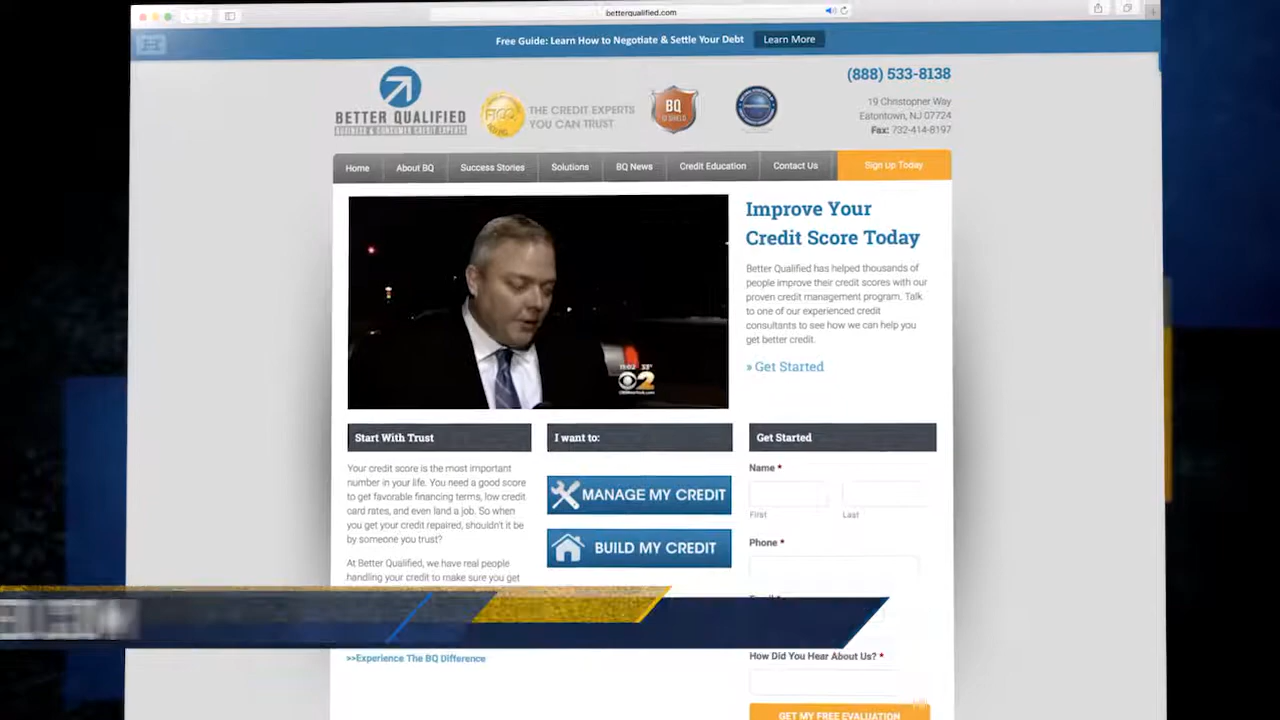 betterqualified.com
Free Guide: Learn How to Negotiate & Settle Your Debt
Learn More
(888) 533-8138
BETTER QUALIFIED
BUSINESS & CONSUMER CREDIT EXPERTS
THE CREDIT EXPERTS
YOU CAN TRUST
BQ
19 Christopher Way
Eatontown, NJ 07724
Fax: 732-414-8197
Home
About BQ
Success Stories
Solutions
BQ News
Credit Education
Contact Us
Sign Up Today
Improve Your
Credit Score Today
Better Qualified has helped thousands of
people improve their credit scores with our
proven credit management program. Talk
to one of our experienced credit
consultants to see how we can help you
get better credit.
» Get Started
11:02 33°
2
Start With Trust
Your credit score is the most important
number in your life. You need a good score
to get favorable financing terms, low credit
card rates, and even land a job. So when
you get your credit repaired, shouldn't it be
by someone you trust?
At Better Qualified, we have real people
handling your credit to make sure you get
>>Experience The BQ Difference
I want to:
MANAGE MY CREDIT
BUILD MY CREDIT
Get Started
Name *
First
Last
Phone *
How Did You Hear About Us? *
GET MY FREE EVALUATION